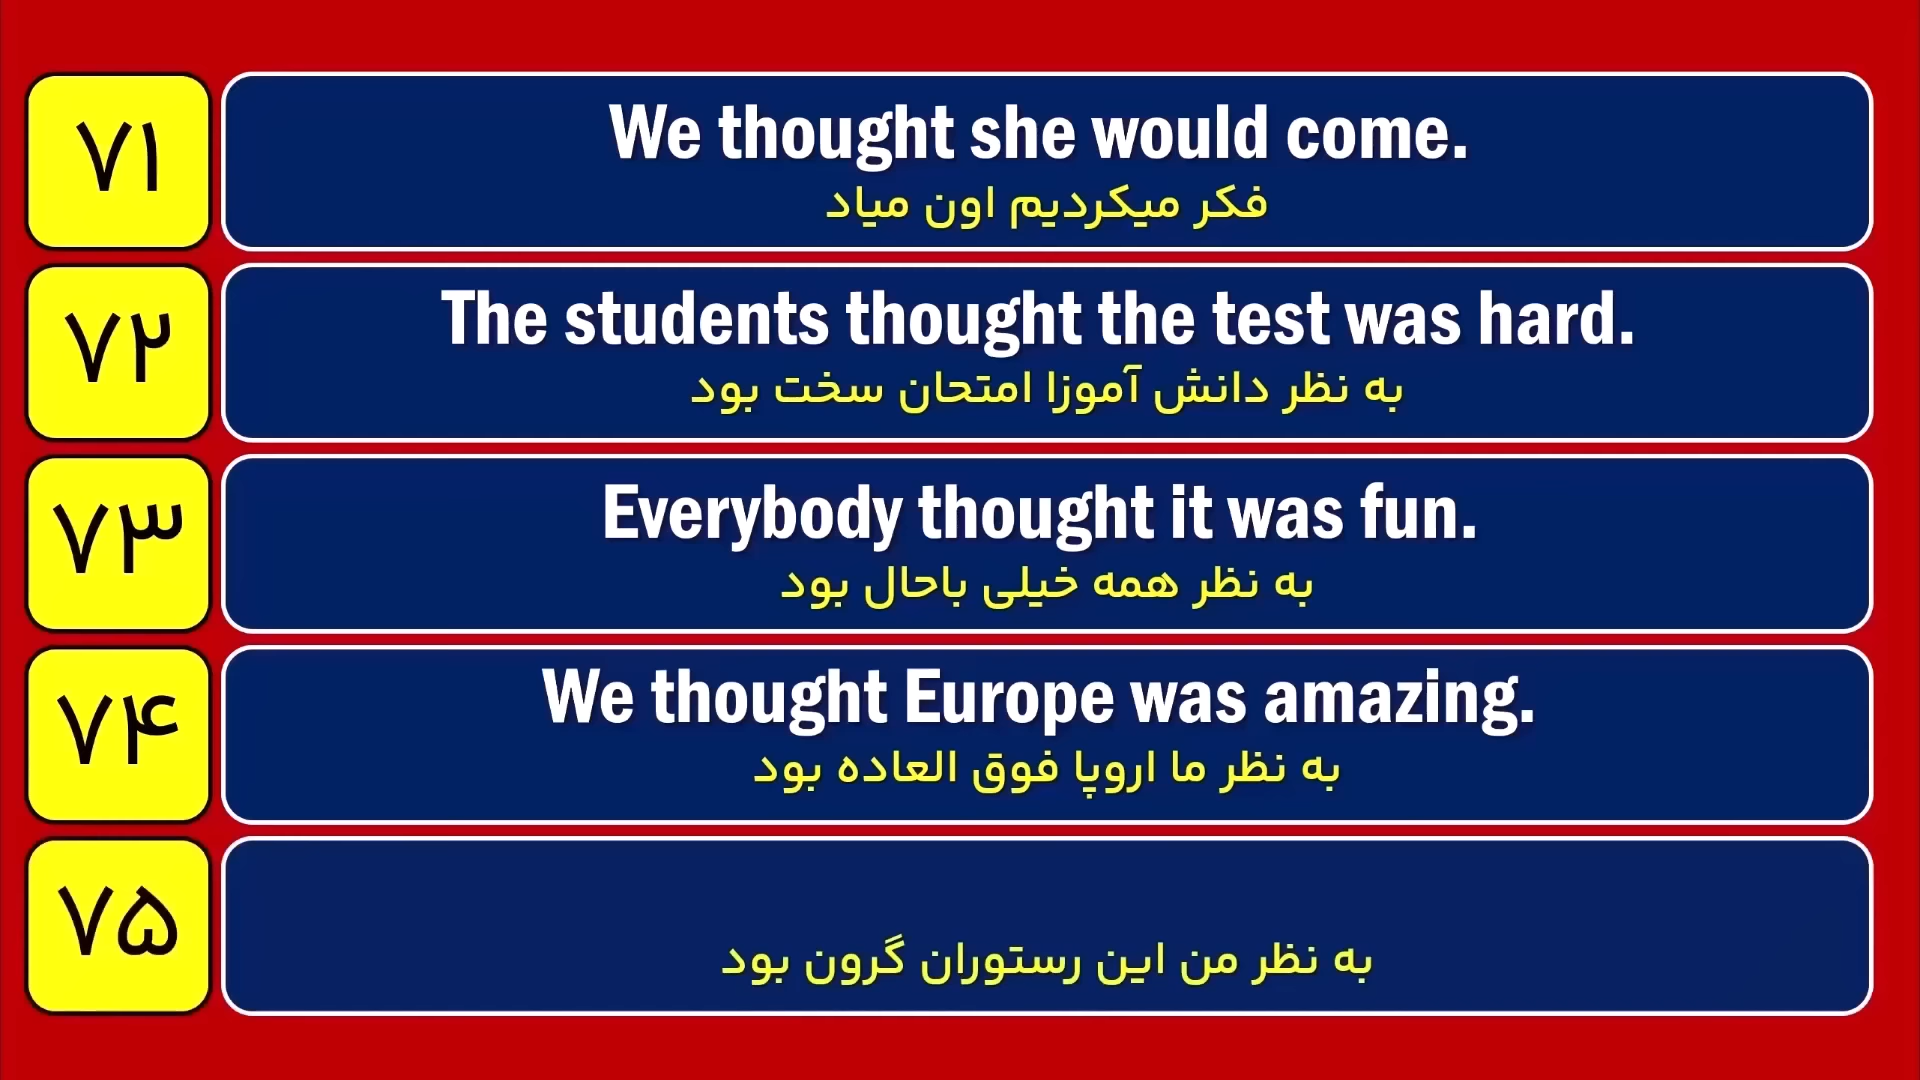 ۷۱
We thought she would come.
فکر میکردیم اون میاد
۷۲
The students thought the test was hard.
به نظر دانش آموزا امتحان سخت بود
۷۳
Everybody thought it was fun.
به نظر همه خیلی باحال بود
۷۴
We thought Europe was amazing.
به نظر ما اروپا فوق العاده بود
۷۵
به نظر من این رستوران گرون بود